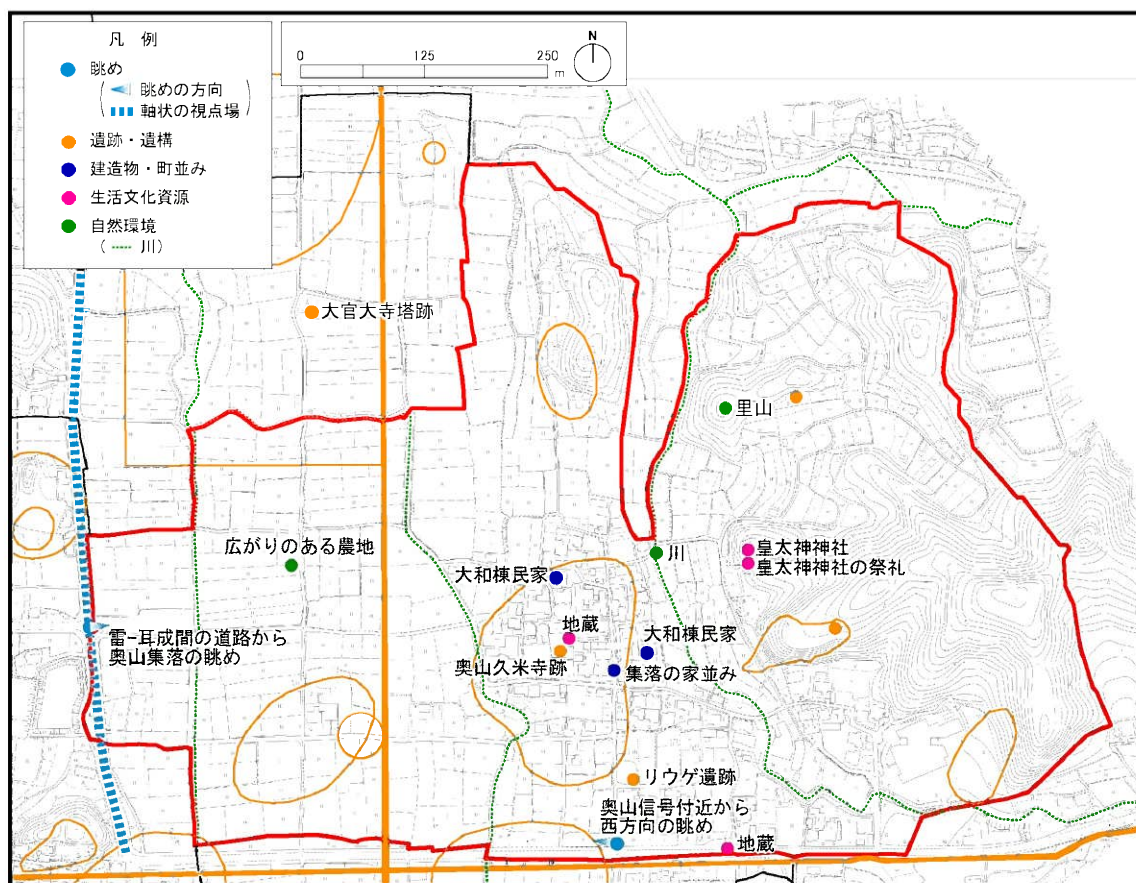 凡 例
眺め
眺めの方向
軸状の視点場
遺跡・遺構
建造物・町並み
生活文化資源
自然環境
( 川)
0 125 250
m
N
大官大寺塔跡
里山
広がりのある農地
川
皇太神神社
皇太神神社の祭礼
大和棟民家
地蔵
大和棟民家
雷−耳成間の道路から
奥山集落の眺め
奥山久米寺跡
集落の家並み
リウゲ遺跡
奥山信号付近から
西方向の眺め
地蔵